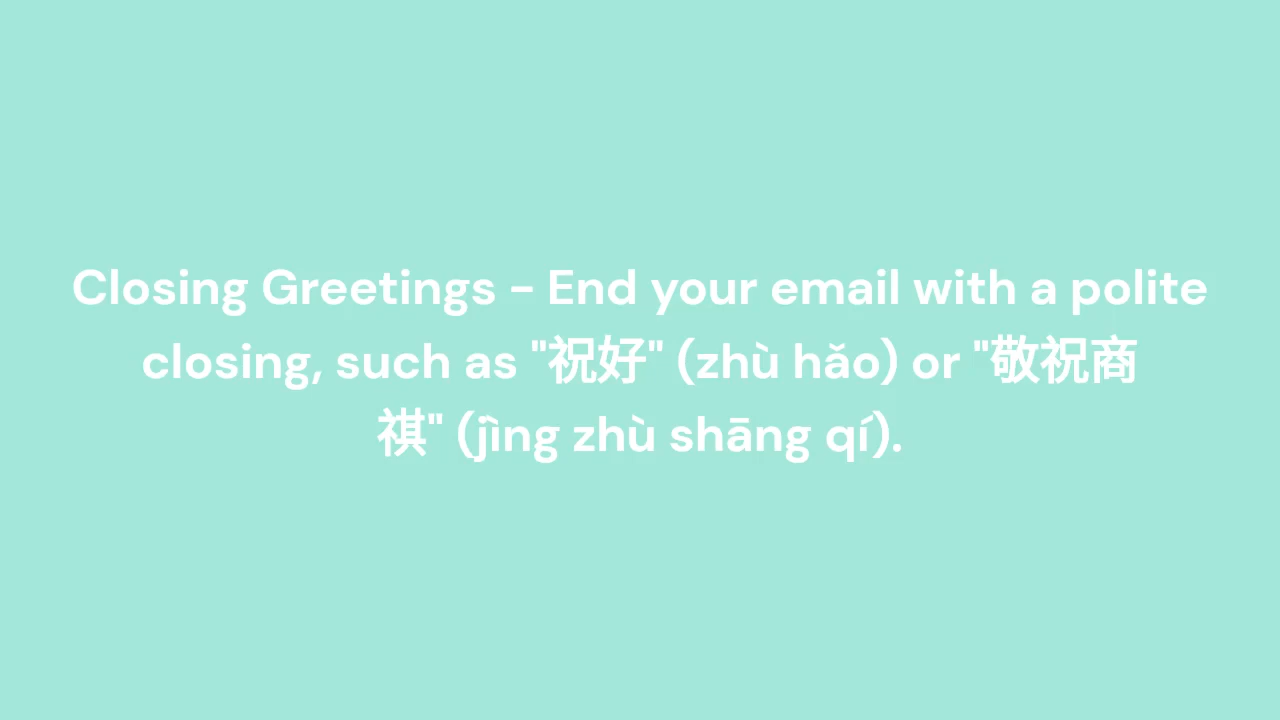 Closing Greetings - End your email with a polite
closing, such as "祝好" (zhù hǎo) or "敬祝商
祺" (jìng zhù shāng qí).